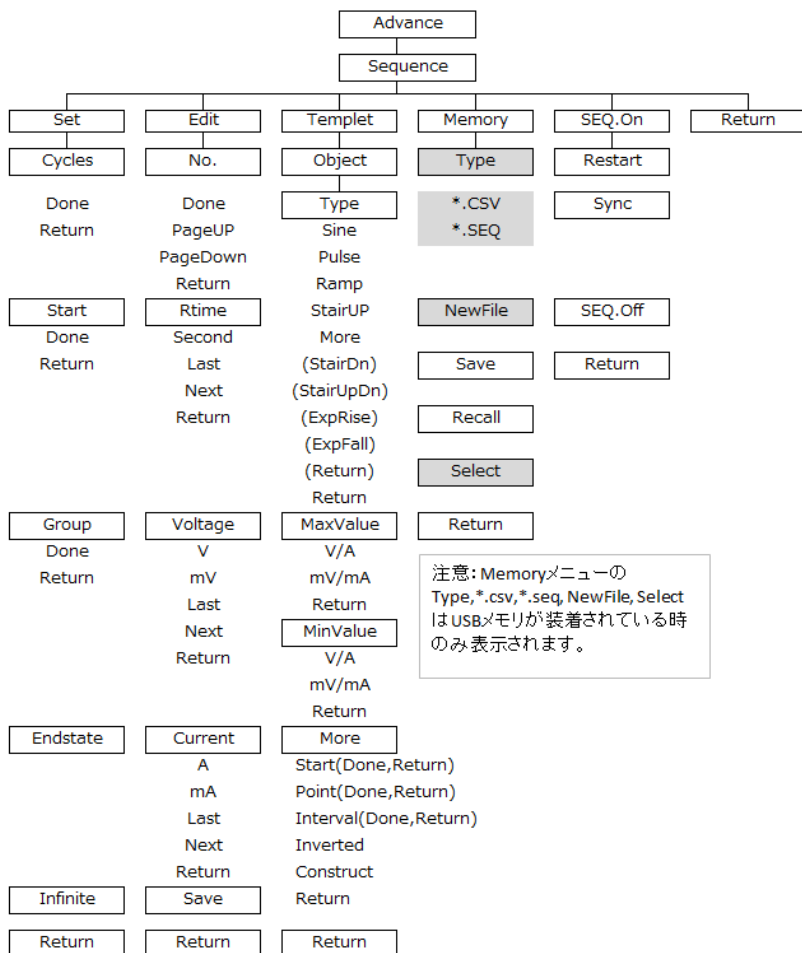 Advance
Sequence
Set Edit Templet Memory SEQ.On Return
Cycles No. Object Type Restart
Done Done Type *.CSV Sync
Return PageUP Sine *.SEQ
PageDown Pulse
Return Ramp
Start Rtime StairUP NewFile SEQ.Off
Done Second More
Return Last (StairDn) Save Return
Next (StairUpDn)
Return (ExpRise) Recall
(ExpFall)
(Return) Select
Return
Group Voltage MaxValue Return
Done V V/A
Return mV mV/mA
Last Return
Next MinValue
Return V/A
mV/mA
Return
注意：Memoryメニューの
Type,*.csv,*.seq, NewFile, Select
はUSBメモリが装着されている時
のみ表示されます。
Endstate Current More
A Start(Done,Return)
mA Point(Done,Return)
Last Interval(Done,Return)
Next Inverted
Return Construct
Infinite Save Return
Return Return Return